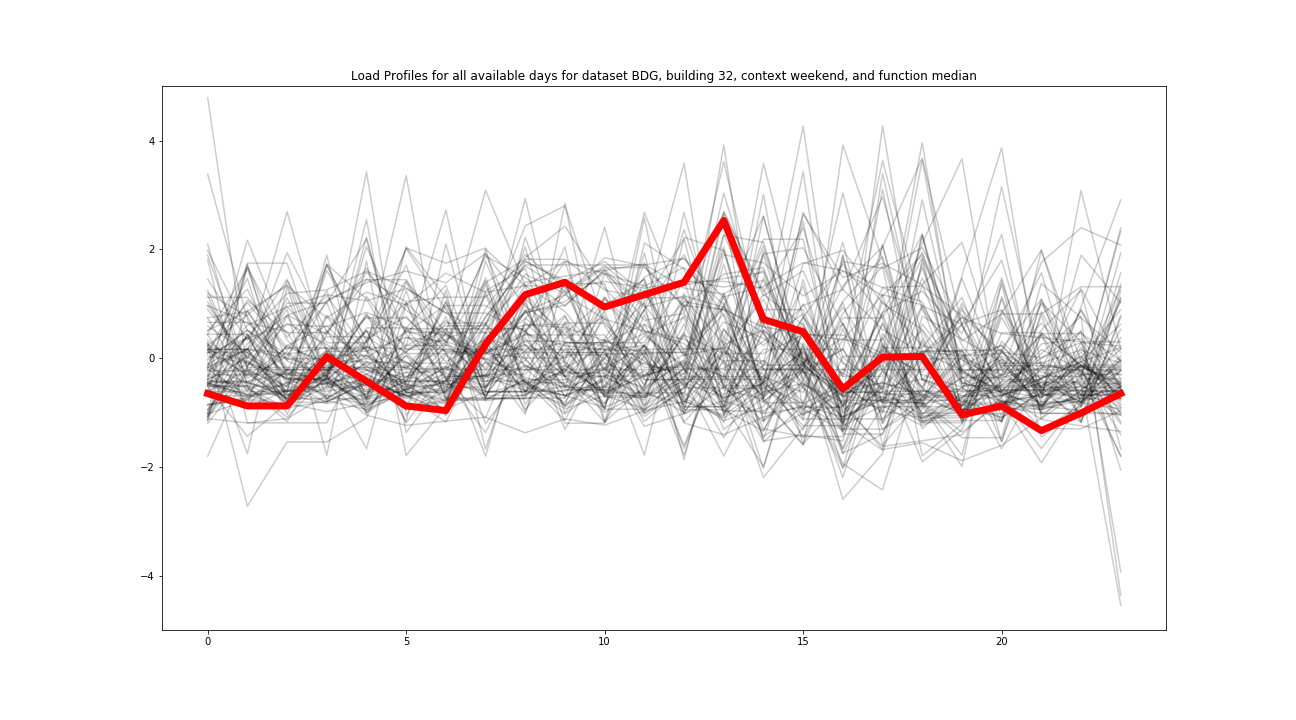 Load Profiles for all available days for dataset BDG, building 32, context weekend, and function median
4
2
0
−2
−4
0 5 10 15 20